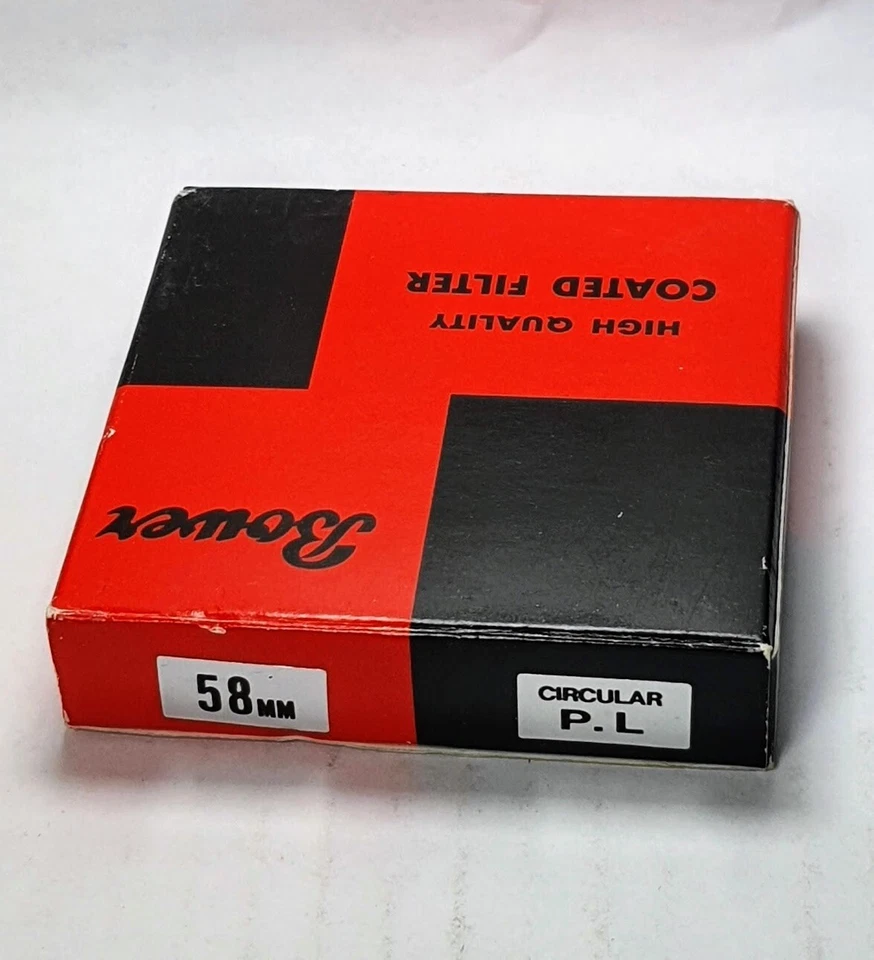 Bower
HIGH QUALITY
COATED FILTER
58MM
CIRCULAR
P.L